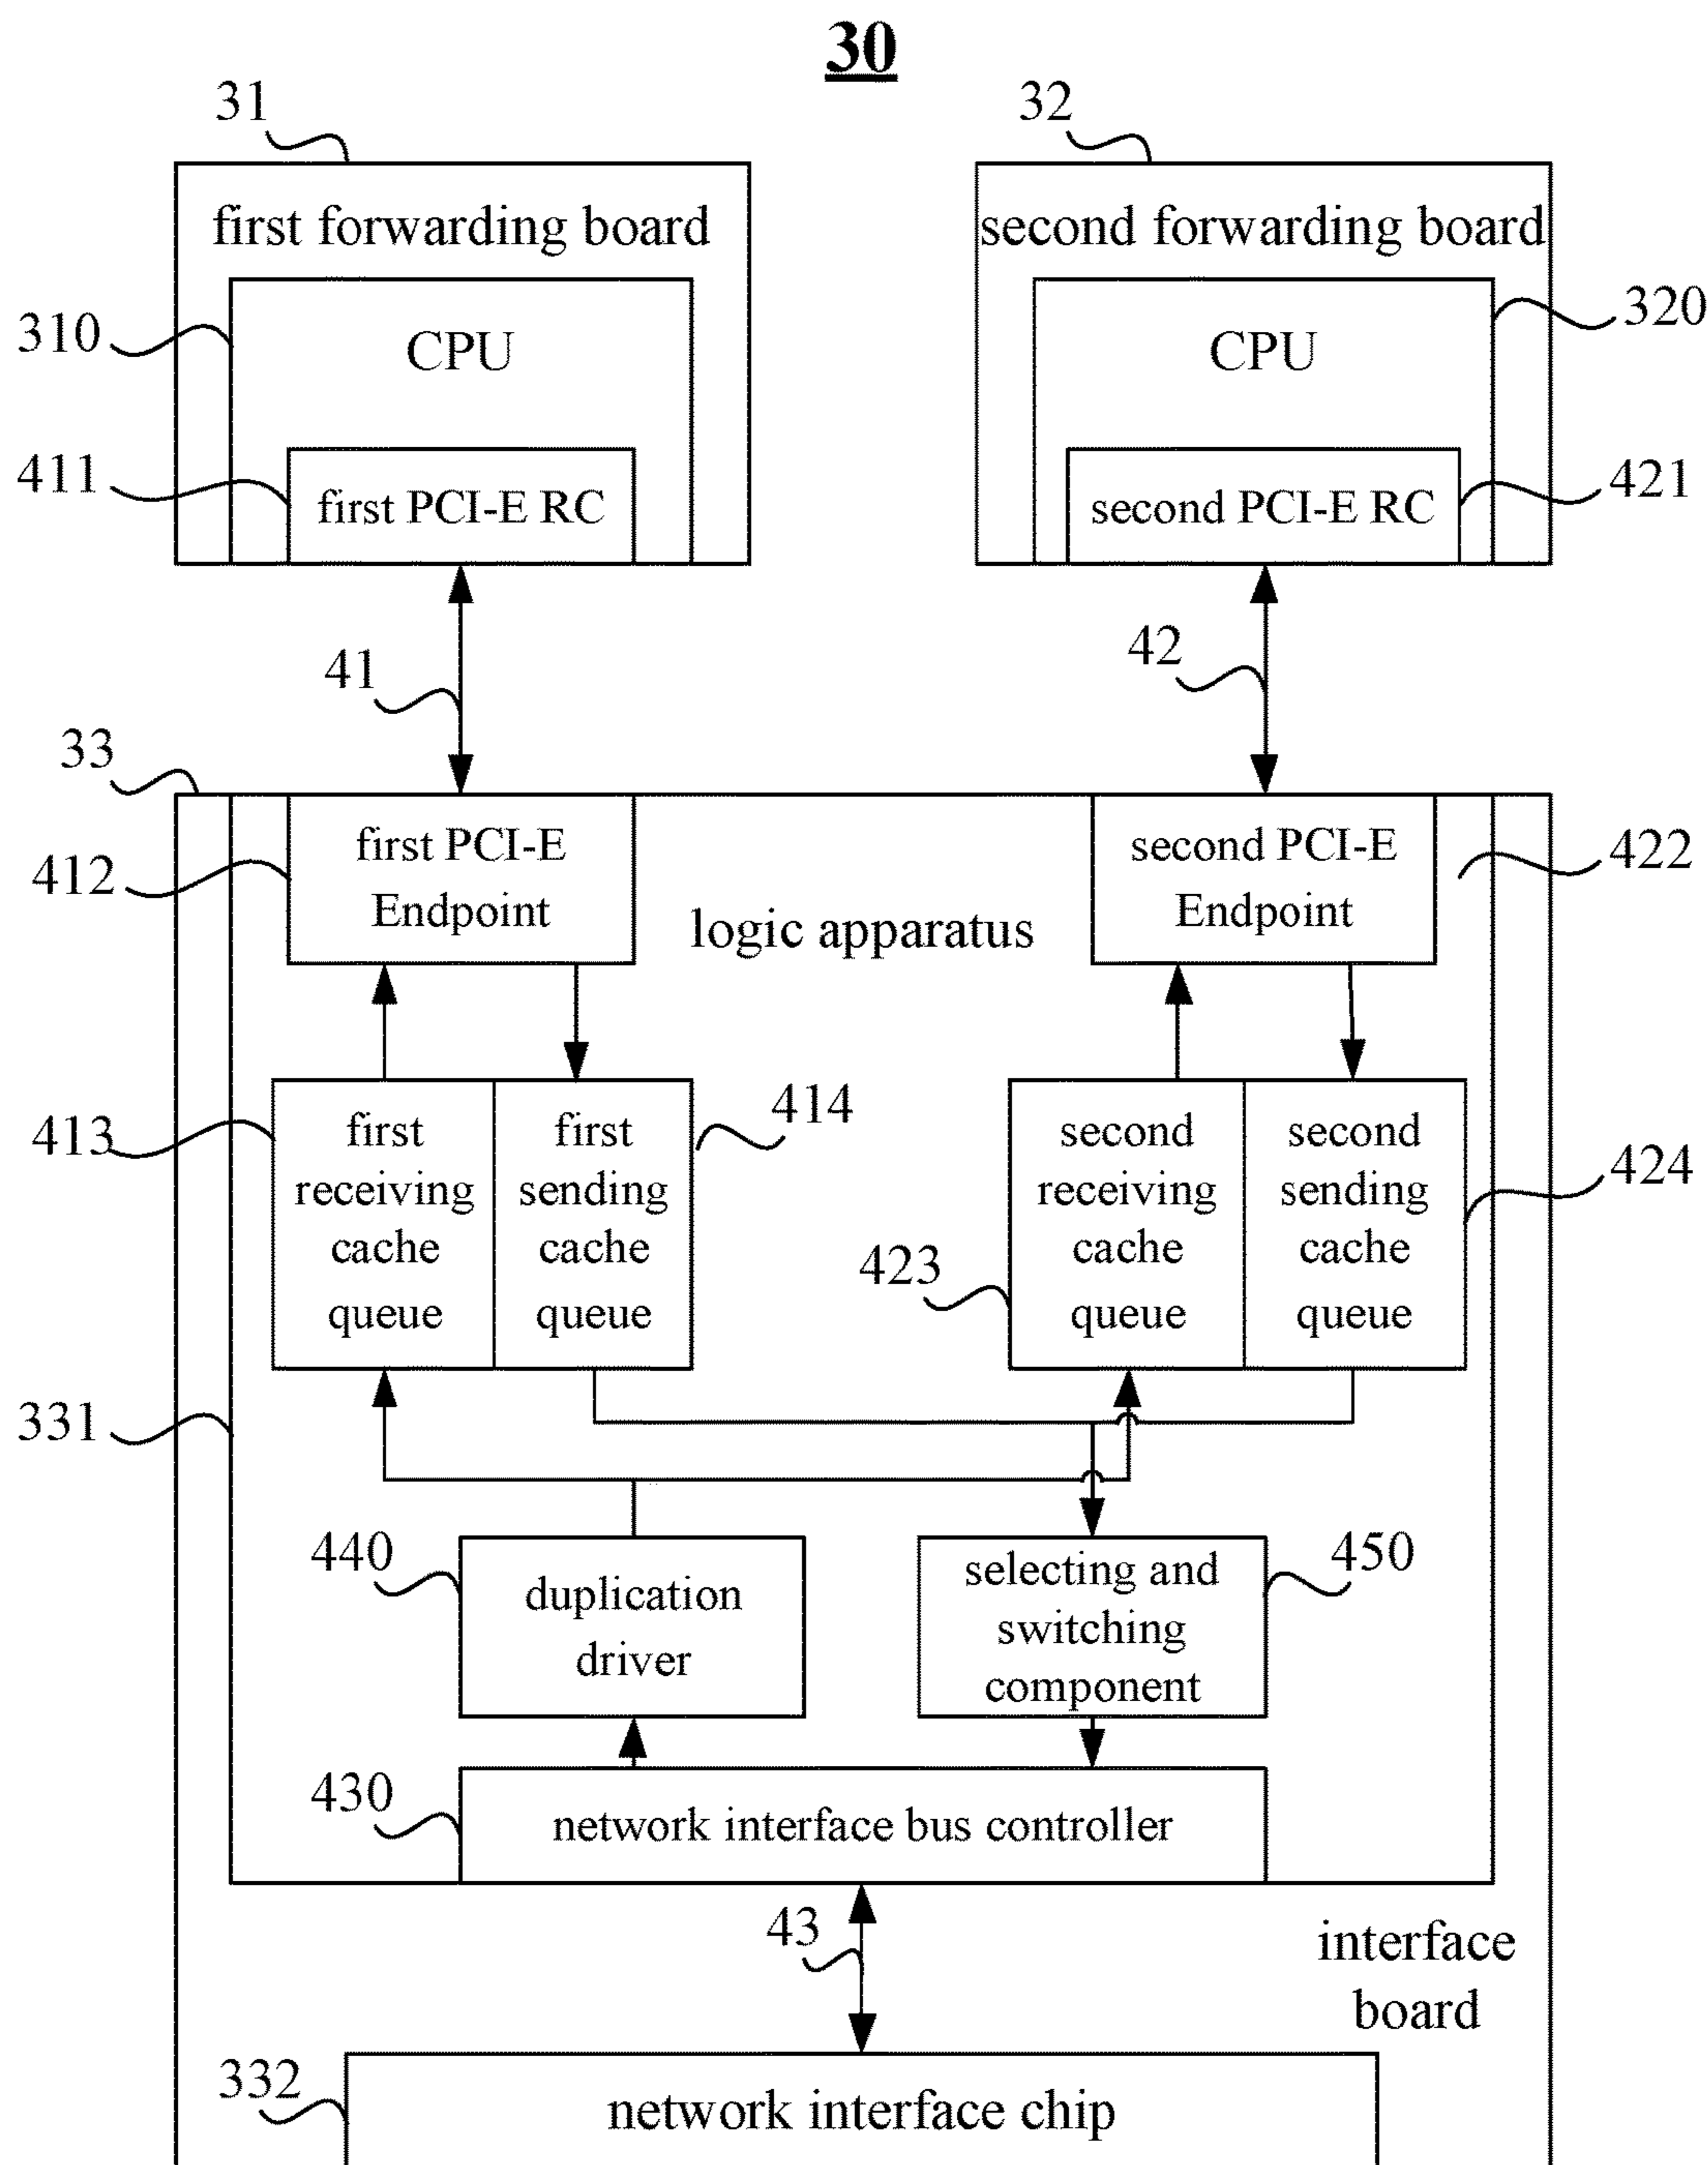 30
31
32
first forwarding board
second forwarding board
310
CPU
CPU
320
411
first PCI-E RC
second PCI-E RC
421
41
42
33
412
first PCI-E
Endpoint
logic apparatus
second PCI-E
Endpoint
422
413
first
receiving
cache
queue
first
sending
cache
queue
414
423
second
receiving
cache
queue
second
sending
cache
queue
424
331
440
duplication
driver
selecting and
switching
component
450
430
network interface bus controller
43
interface
board
332
network interface chip